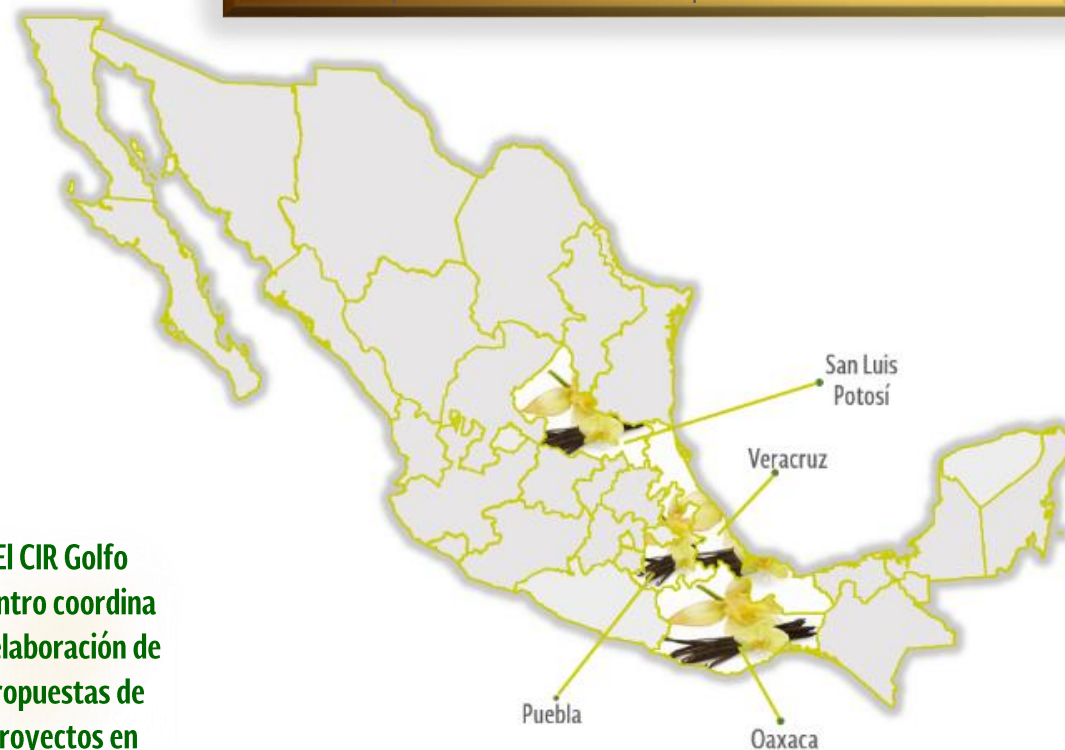 San Luis
Potosí
Veracruz
El CIR Golfo
ntro coordina
elaboración de
ropuestas de
royectos en
Puebla
Oaxaca